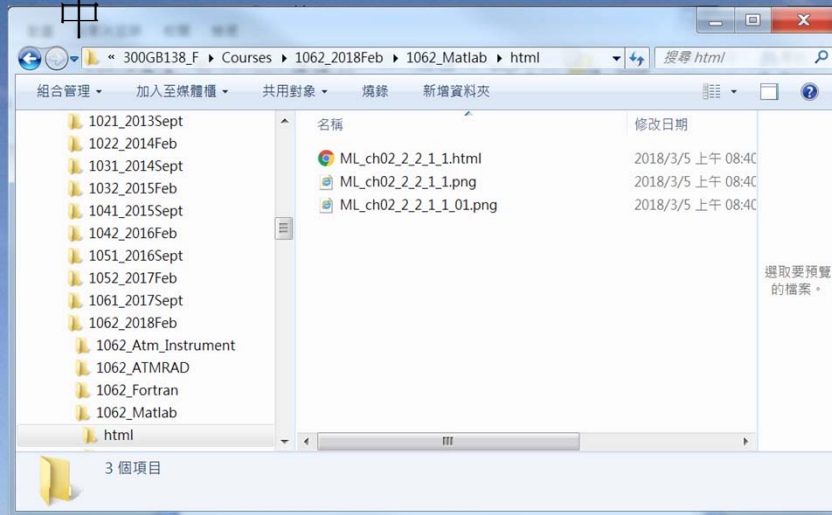 中
« 300GB138_F ▸ Courses ▸ 1062_2018Feb ▸ 1062_Matlab ▸ html
搜尋 html
組合管理 加入至媒體櫃 共用對象 燒錄 新增資料夾
1021_2013Sept
1022_2014Feb
1031_2014Sept
1032_2015Feb
1041_2015Sept
1042_2016Feb
1051_2016Sept
1052_2017Feb
1061_2017Sept
1062_2018Feb
1062_Atm_Instrument
1062_ATMRAD
1062_Fortran
1062_Matlab
html
名稱 修改日期
ML_ch02_2_2_1_1.html 2018/3/5 上午 08:40
ML_ch02_2_2_1_1.png 2018/3/5 上午 08:40
ML_ch02_2_2_1_1_01.png 2018/3/5 上午 08:40
選取要預覽
的檔案。
3 個項目